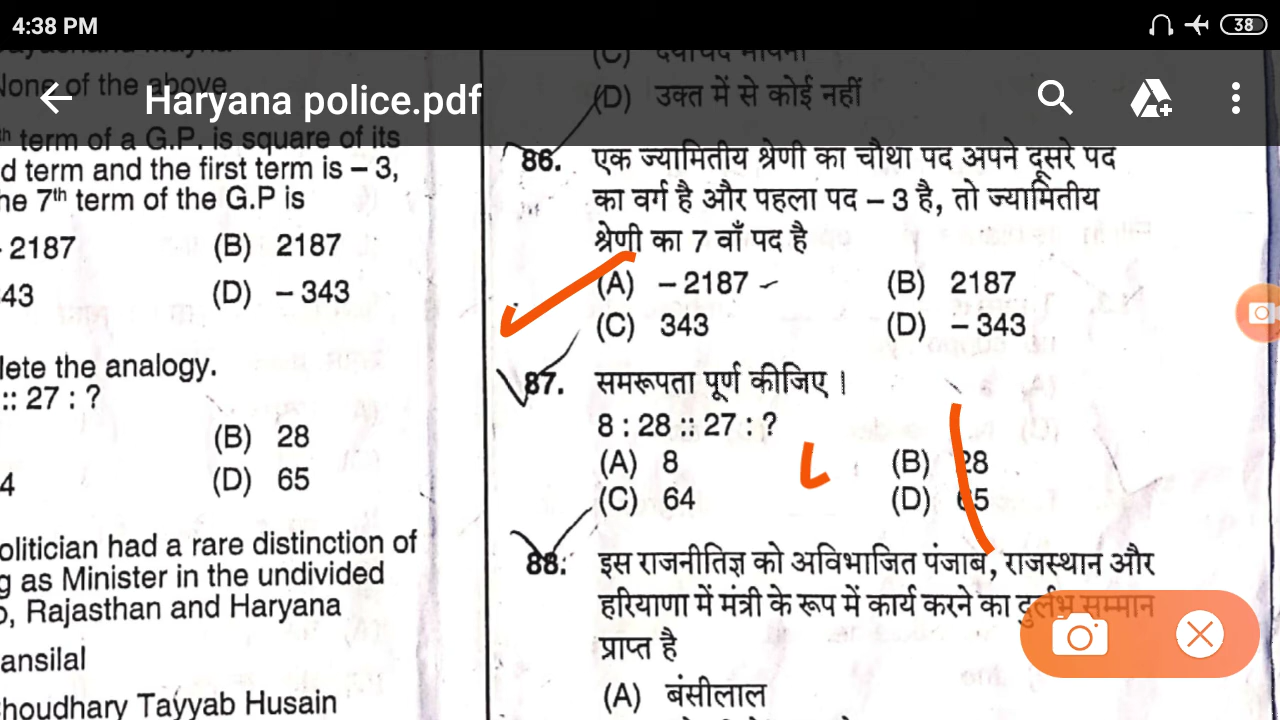 4:38 PM
38
Haryana police.pdf
None of the above
th term of a G.P. is square of its
d term and the first term is – 3,
he 7th term of the G.P is
- 2187 (B) 2187
43 (D) – 343
lete the analogy.
:: 27 : ?
(B) 28
4 (D) 65
olitician had a rare distinction of
g as Minister in the undivided
o, Rajasthan and Haryana
ansilal
houdhary Tayyab Husain
(C)
(D) उक्त में से कोई नहीं
86. एक ज्यामितीय श्रेणी का चौथा पद अपने दूसरे पद
का वर्ग है और पहला पद – 3 है, तो ज्यामितीय
श्रेणी का 7 वाँ पद है
(A) – 2187 (B) 2187
(C) 343 (D) – 343
87. समरूपता पूर्ण कीजिए ।
8 : 28 :: 27 : ?
(A) 8 (B) 28
(C) 64 (D) 65
88. इस राजनीतिज्ञ को अविभाजित पंजाब, राजस्थान और
हरियाणा में मंत्री के रूप में कार्य करने का दुर्लभ सम्मान
प्राप्त है
(A) बंसीलाल